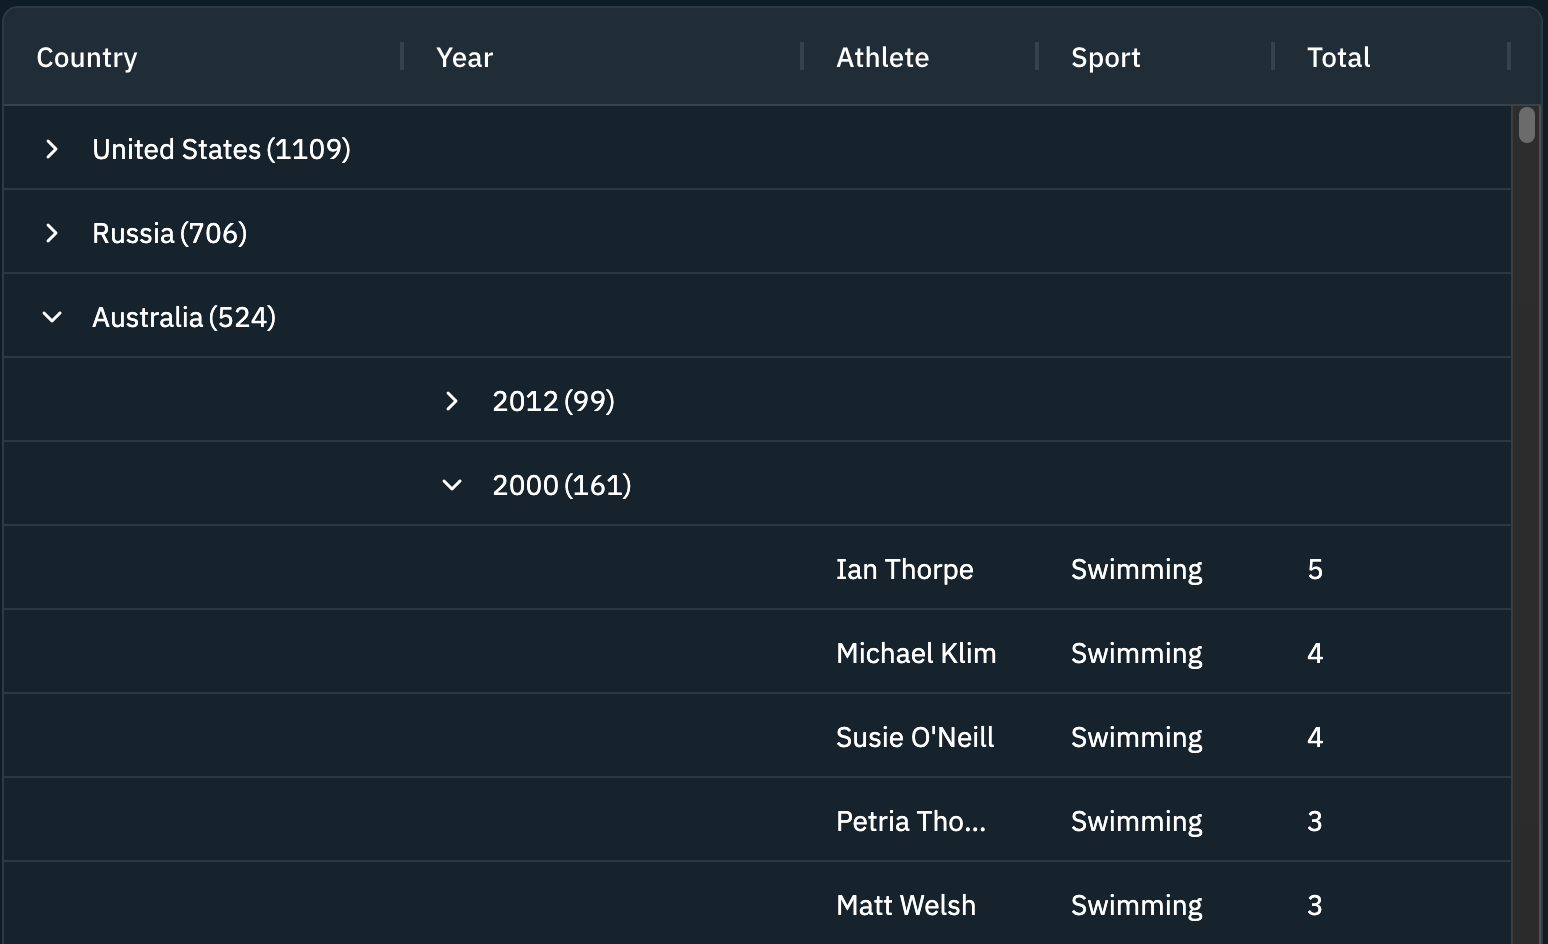 Country Year Athlete Sport Total
United States (1109)
Russia (706)
Australia (524)
2012 (99)
2000 (161)
Ian Thorpe Swimming 5
Michael Klim Swimming 4
Susie O'Neill Swimming 4
Petria Tho... Swimming 3
Matt Welsh Swimming 3